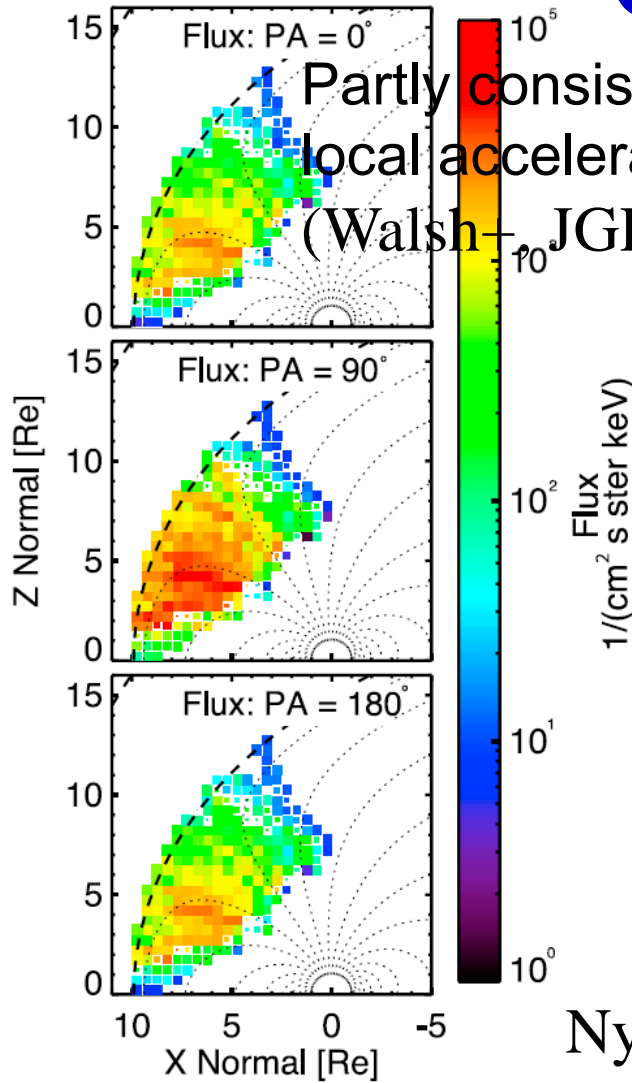 Flux: PA = 0°
15
10
5
0
Partly consis
local accelera
(Walsh+, JG
Flux: PA = 90°
15
10
5
0
Z Normal [Re]
Flux: PA = 180°
15
10
5
0
10 5 0 -5
X Normal [Re]
10⁵
10²
10¹
10⁰
Flux
1/(cm² s ster keV)
Ny